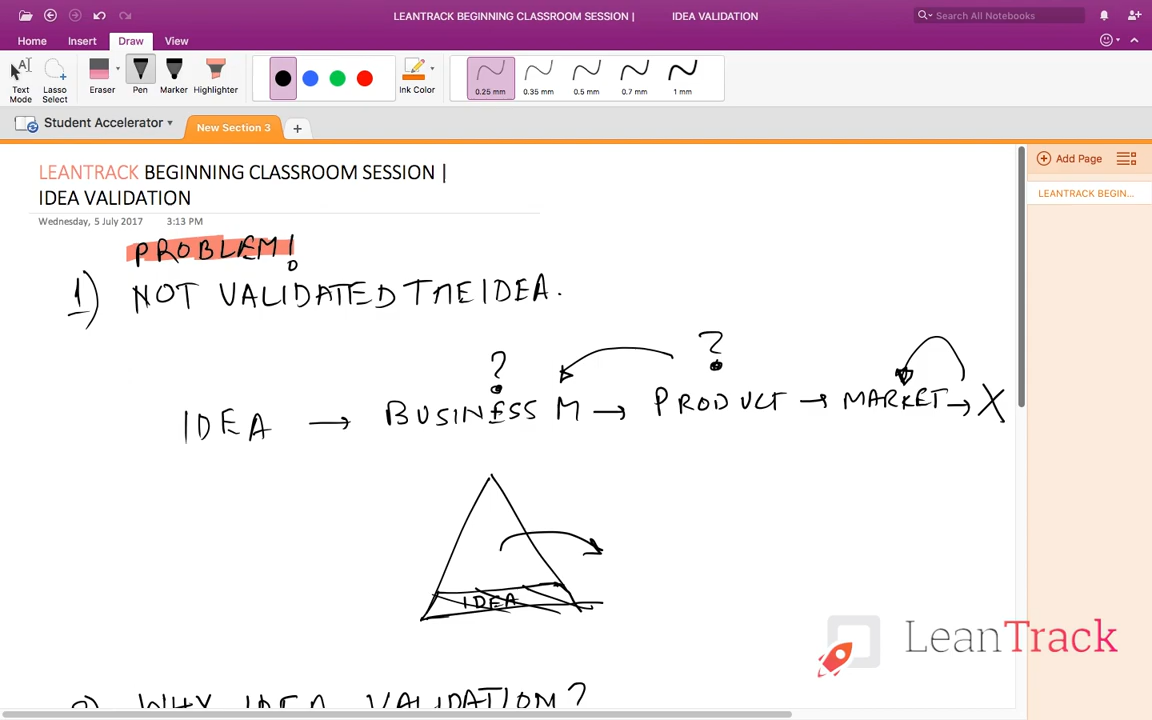 LEANTRACK BEGINNING CLASSROOM SESSION | IDEA VALIDATION
Search All Notebooks
Home Insert Draw View
Text Mode
Lasso Select
Eraser
Pen
Marker
Highlighter
Ink Color
0.25 mm
0.35 mm
0.5 mm
0.7 mm
1 mm
Student Accelerator
New Section 3
+
Add Page
LEANTRACK BEGIN...
LEANTRACK BEGINNING CLASSROOM SESSION |
IDEA VALIDATION
Wednesday, 5 July 2017 3:13 PM
PROBLEM!
1) NOT VALIDATED THE IDEA.
? ?
IDEA → BUSINESS M → PRODUCT → MARKET → X
IDEA
LeanTrack
WHY IDEA VALIDATION?